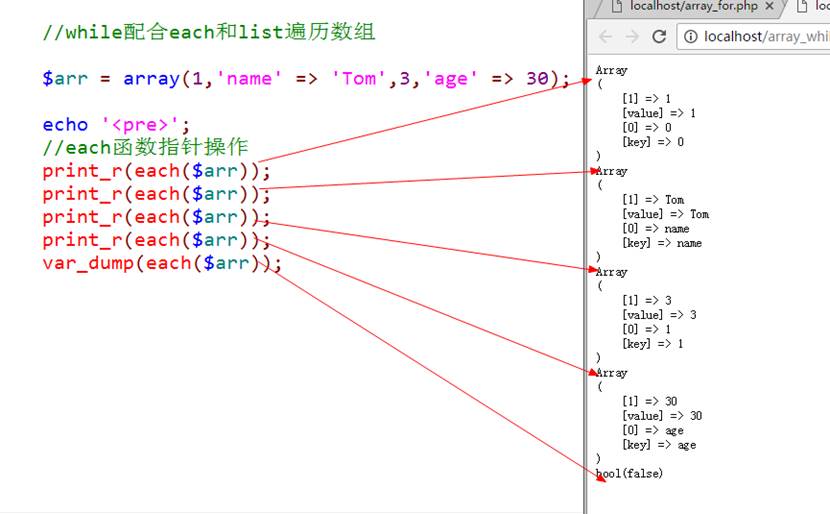 //while配合each和list遍历数组
$arr = array(1,'name' => 'Tom',3,'age' => 30);
echo '<pre>';
//each函数指针操作
print_r(each($arr));
print_r(each($arr));
print_r(each($arr));
print_r(each($arr));
var_dump(each($arr));
localhost/array_for.php
loc
localhost/array_whi
Array
(
[1] => 1
[value] => 1
[0] => 0
[key] => 0
)
Array
(
[1] => Tom
[value] => Tom
[0] => name
[key] => name
)
Array
(
[1] => 3
[value] => 3
[0] => 1
[key] => 1
)
Array
(
[1] => 30
[value] => 30
[0] => age
[key] => age
)
bool(false)